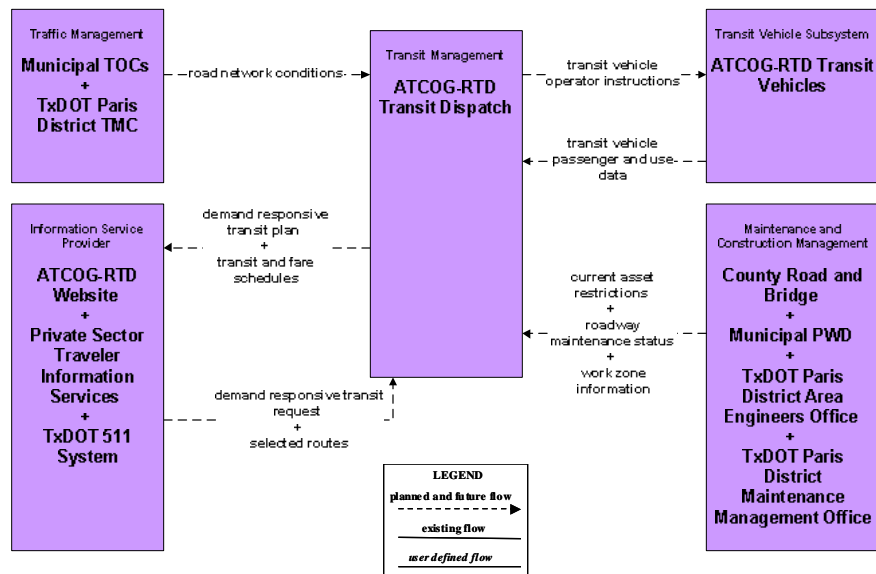 Traffic Management
Municipal TOCs
+
TxDOT Paris
District TMC
road network conditions
Transit Management
ATCOG-RTD
Transit Dispatch
transit vehicle
operator instructions
Transit Vehicle Subsystem
ATCOG-RTD Transit
Vehicles
transit vehicle
passenger and use
data
Information Service
Provider
ATCOG-RTD
Website
+
Private Sector
Traveler
Information
Services
+
TxDOT 511
System
demand responsive
transit plan
+
transit and fare
schedules
demand responsive transit
request
+
selected routes
current asset
restrictions
+
roadway
maintenance status
+
work zone
information
Maintenance and
Construction Management
County Road and
Bridge
+
Municipal PWD
+
TxDOT Paris
District Area
Engineers Office
+
TxDOT Paris
District
Maintenance
Management Office
LEGEND
planned and future flow
existing flow
user defined flow